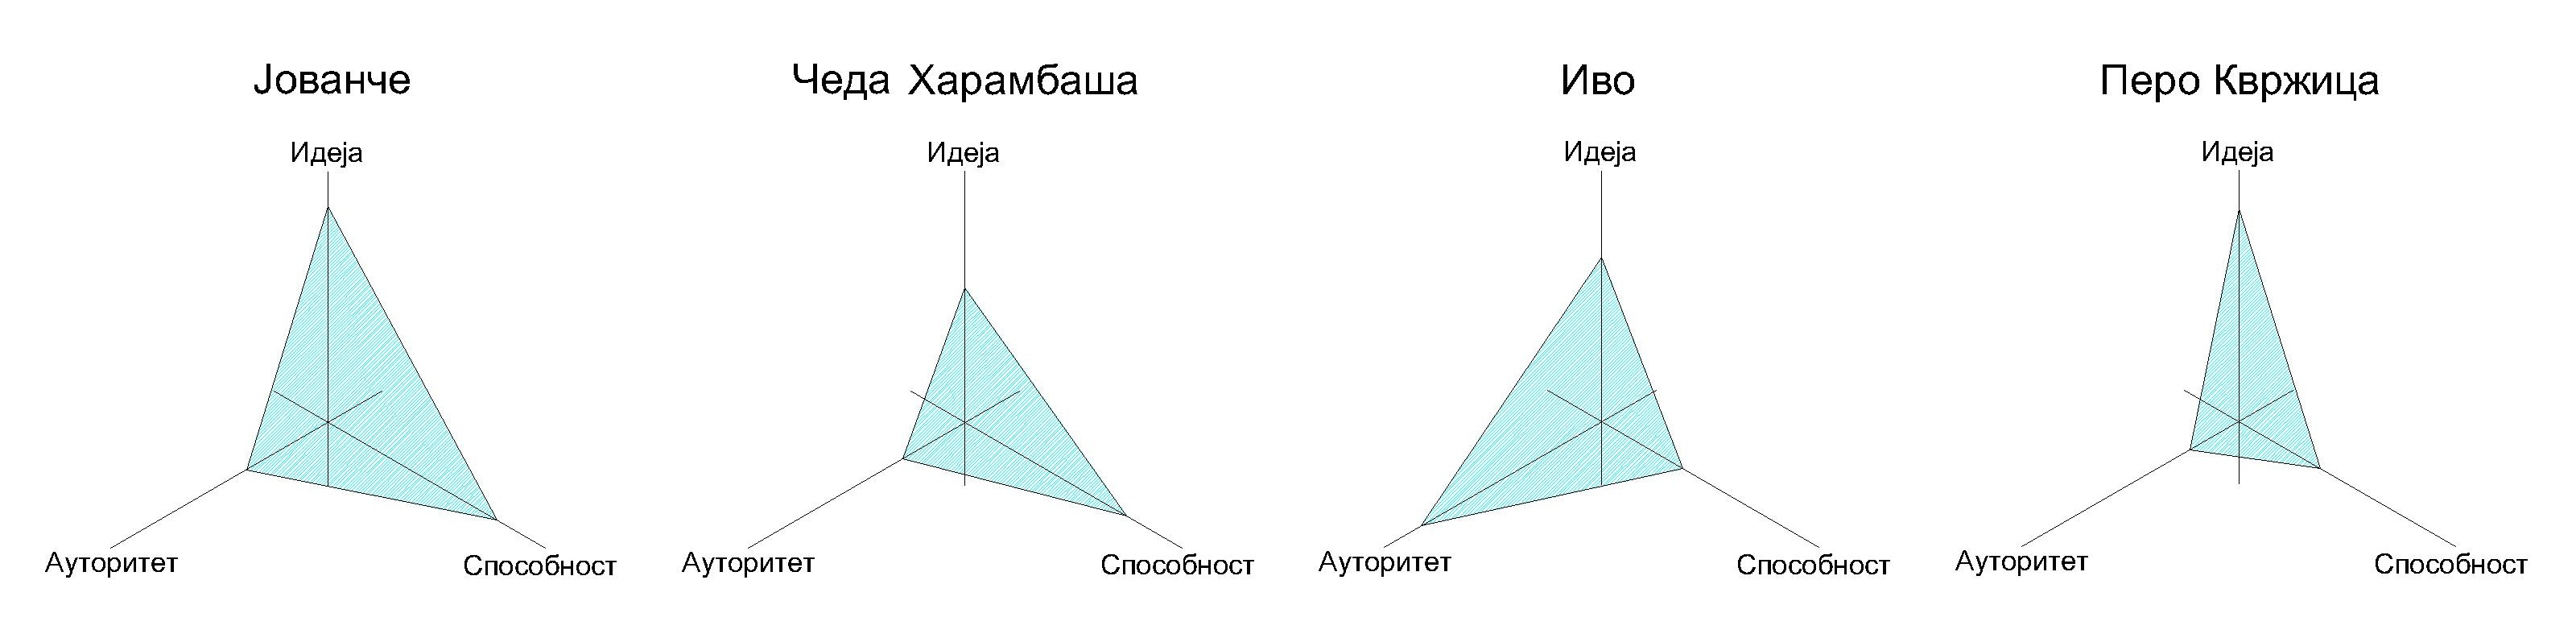 Јованче
Идеја
Ауторитет
Способност
Чеда Харамбаша
Идеја
Ауторитет
Способност
Иво
Идеја
Ауторитет
Способност
Перо Квржица
Идеја
Ауторитет
Способност